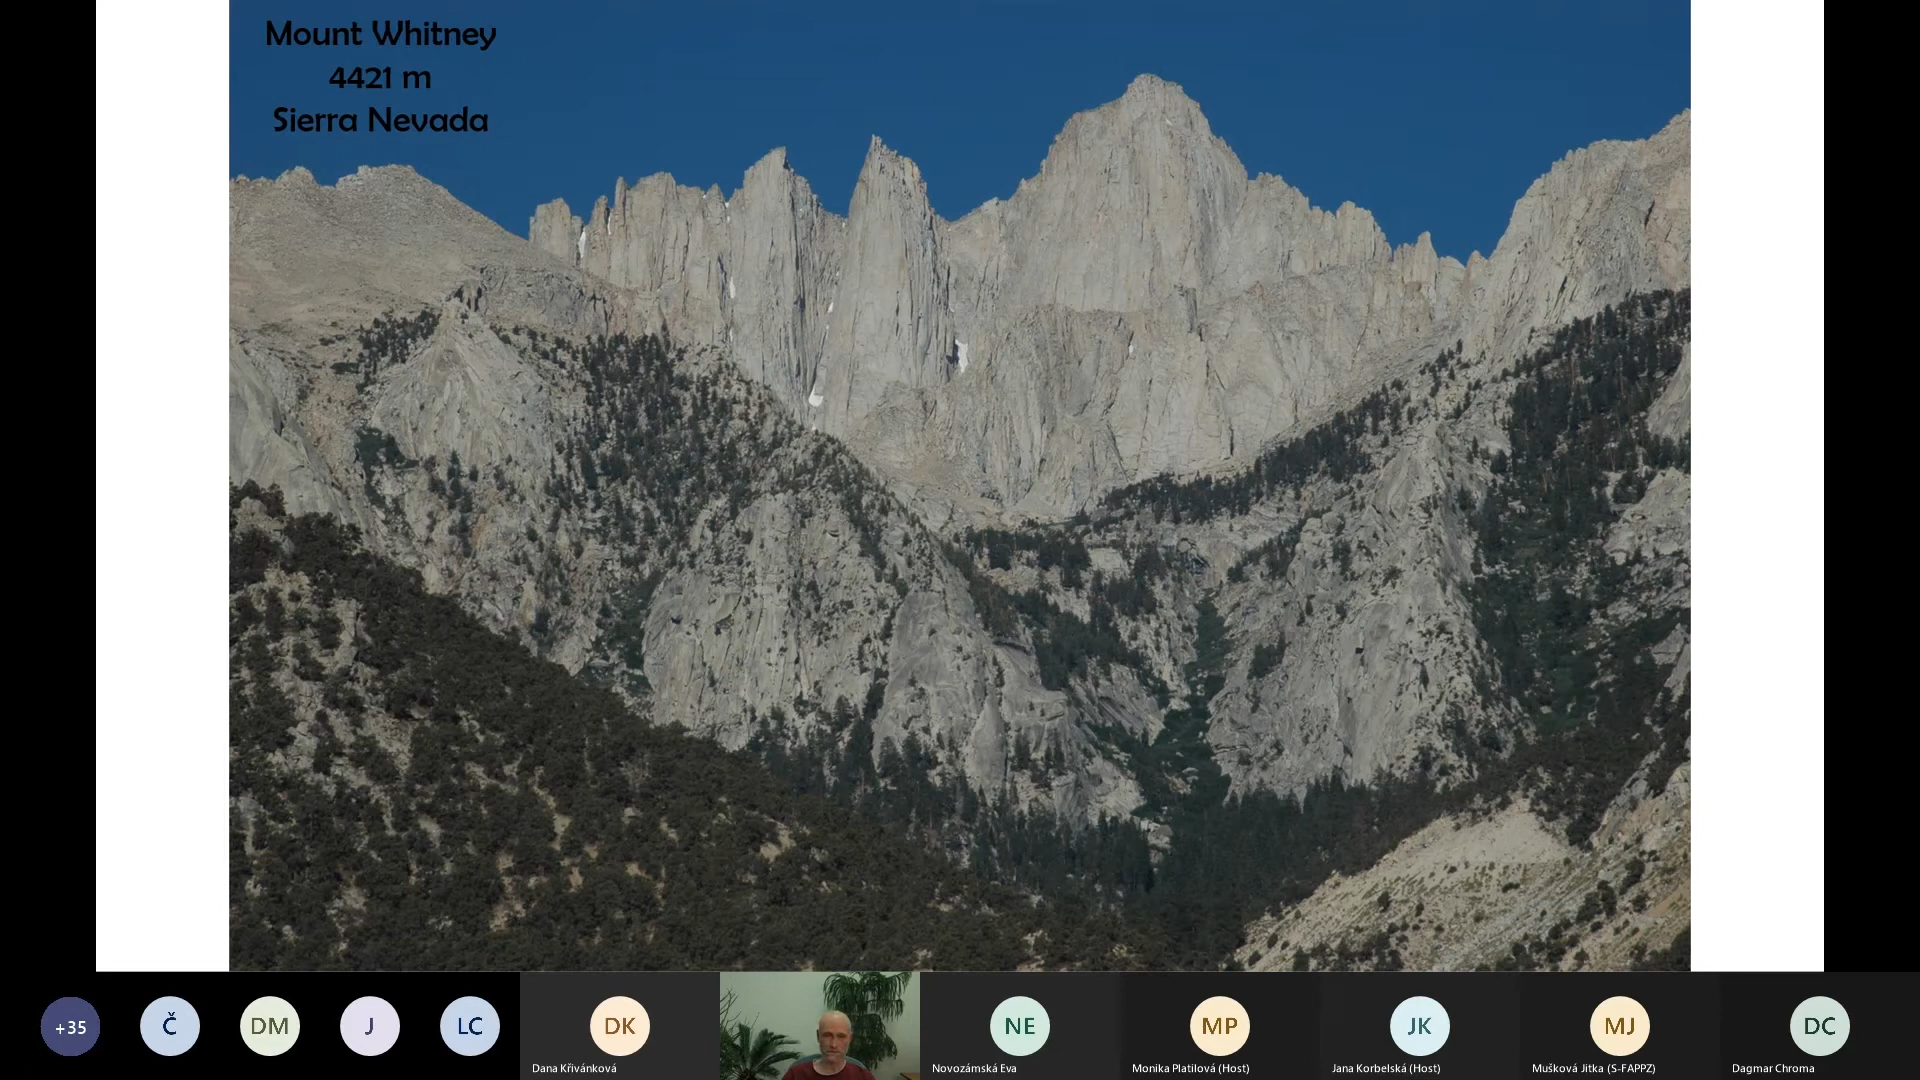 Mount Whitney
4421 m
Sierra Nevada
+35
Č
DM
J
LC
DK
NE
MP
JK
MJ
DC
Dana Křivánková
Novozámská Eva
Monika Platilová (Host)
Jana Korbelská (Host)
Mušková Jitka (S-FAPPZ)
Dagmar Chroma